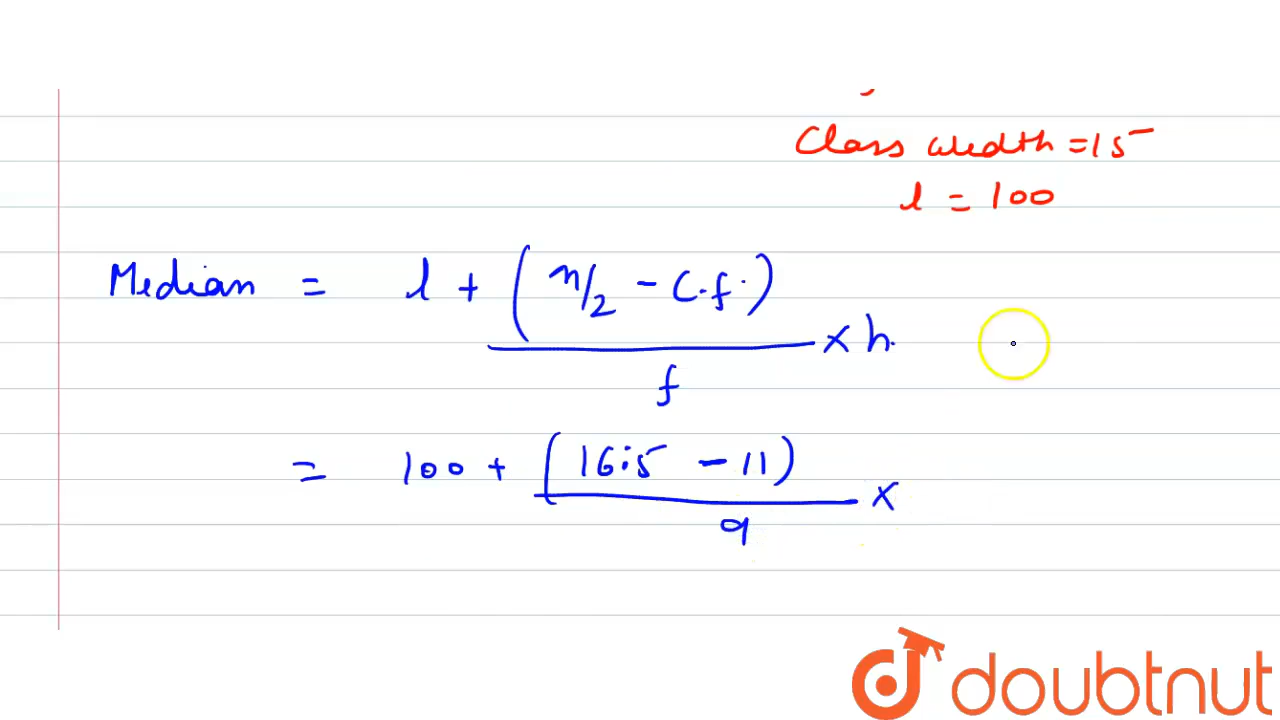 Class width = 15
l = 100
Median = l + (n/2 - c.f.)
× h.
f
= 100 + (16.5 - 11)
×
9
doubtnut